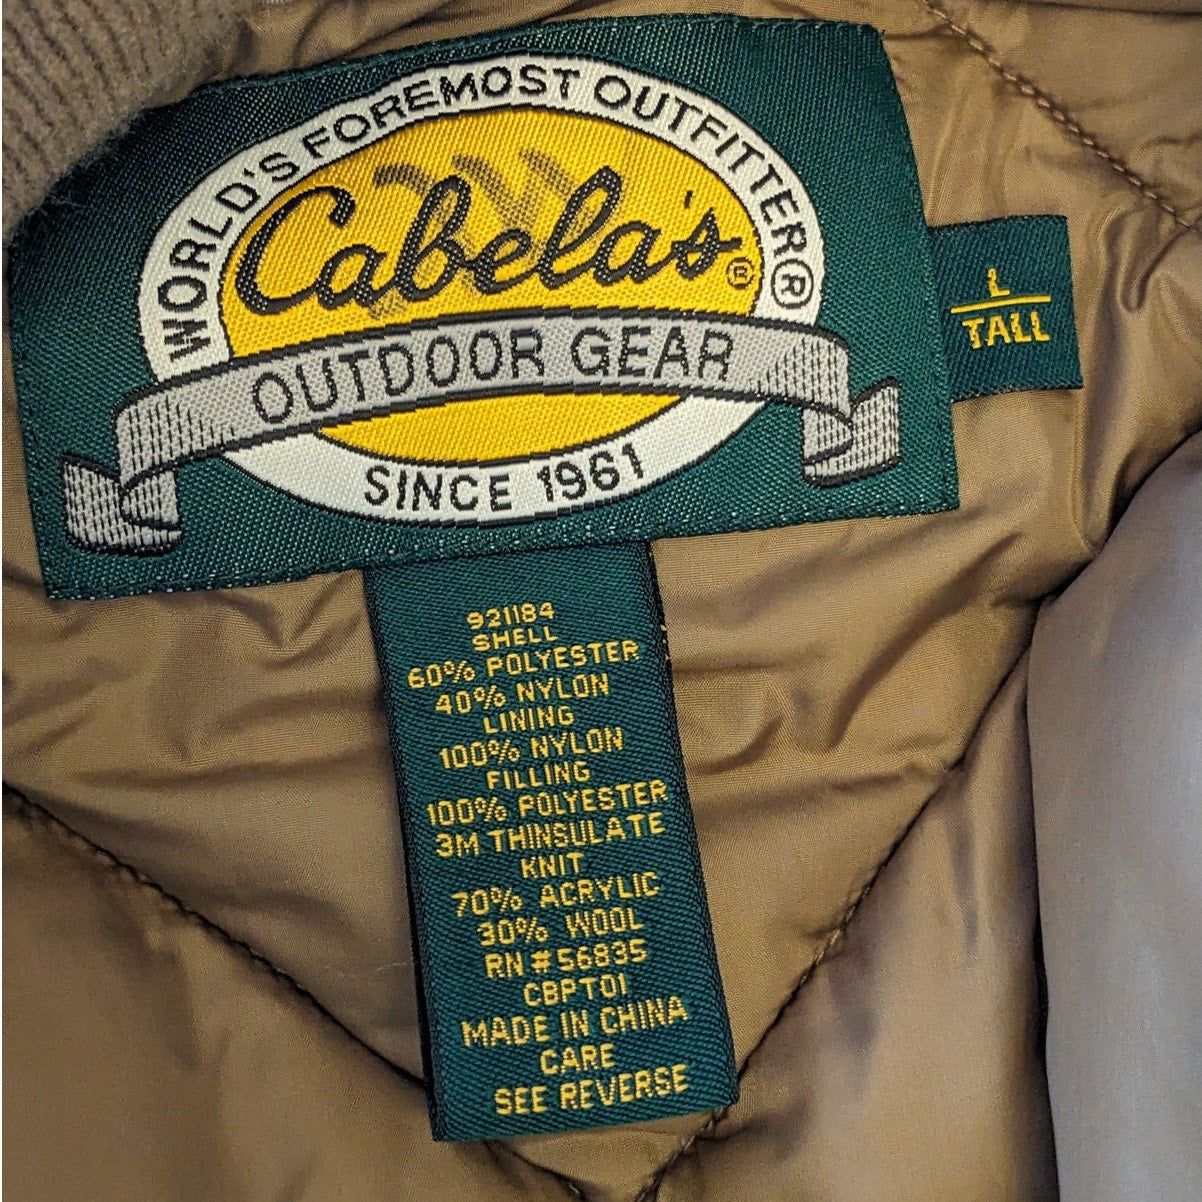 WORLD'S FOREMOST OUTFITTER®
Cabela's®
OUTDOOR GEAR
SINCE 1961
L
TALL
921184
SHELL
60% POLYESTER
40% NYLON
LINING
100% NYLON
FILLING
100% POLYESTER
3M THINSULATE
KNIT
70% ACRYLIC
30% WOOL
RN #56835
CBPT01
MADE IN CHINA
CARE
SEE REVERSE